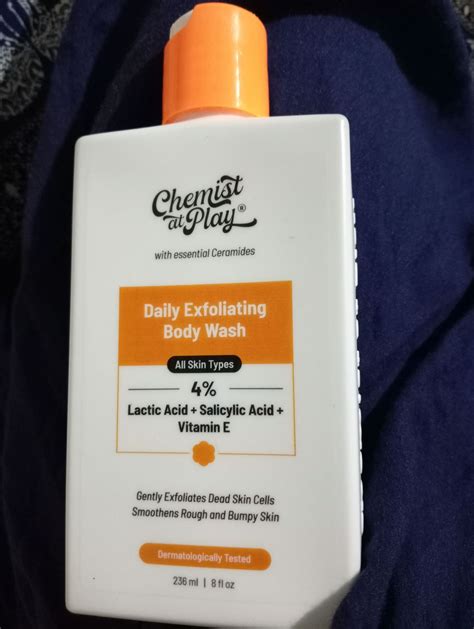 Chemist
at Play®
with essential Ceramides
Daily Exfoliating
Body Wash
All Skin Types
4%
Lactic Acid + Salicylic Acid +
Vitamin E
Gently Exfoliates Dead Skin Cells
Smoothens Rough and Bumpy Skin
Dermatologically Tested
236 ml | 8 fl oz